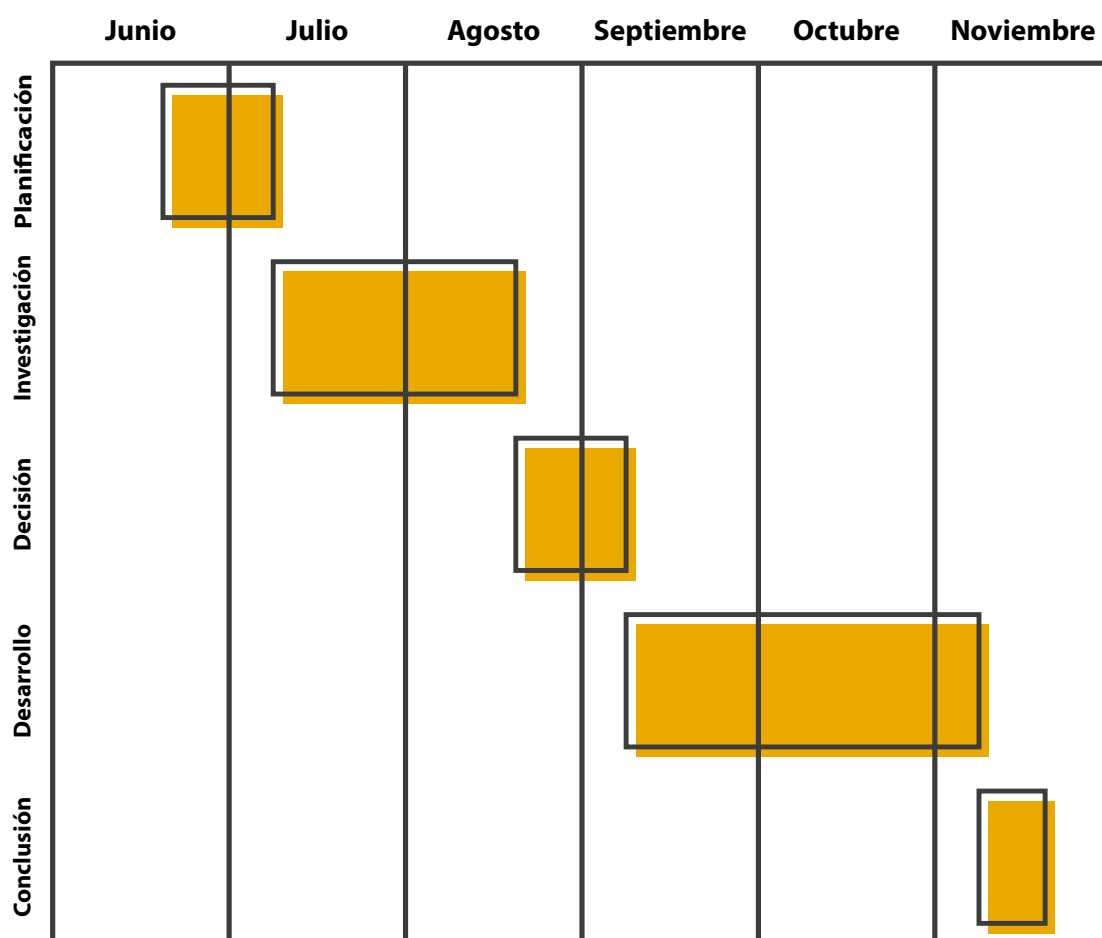 Junio Julio Agosto Septiembre Octubre Noviembre
Planificación
Investigación
Decisión
Desarrollo
Conclusión